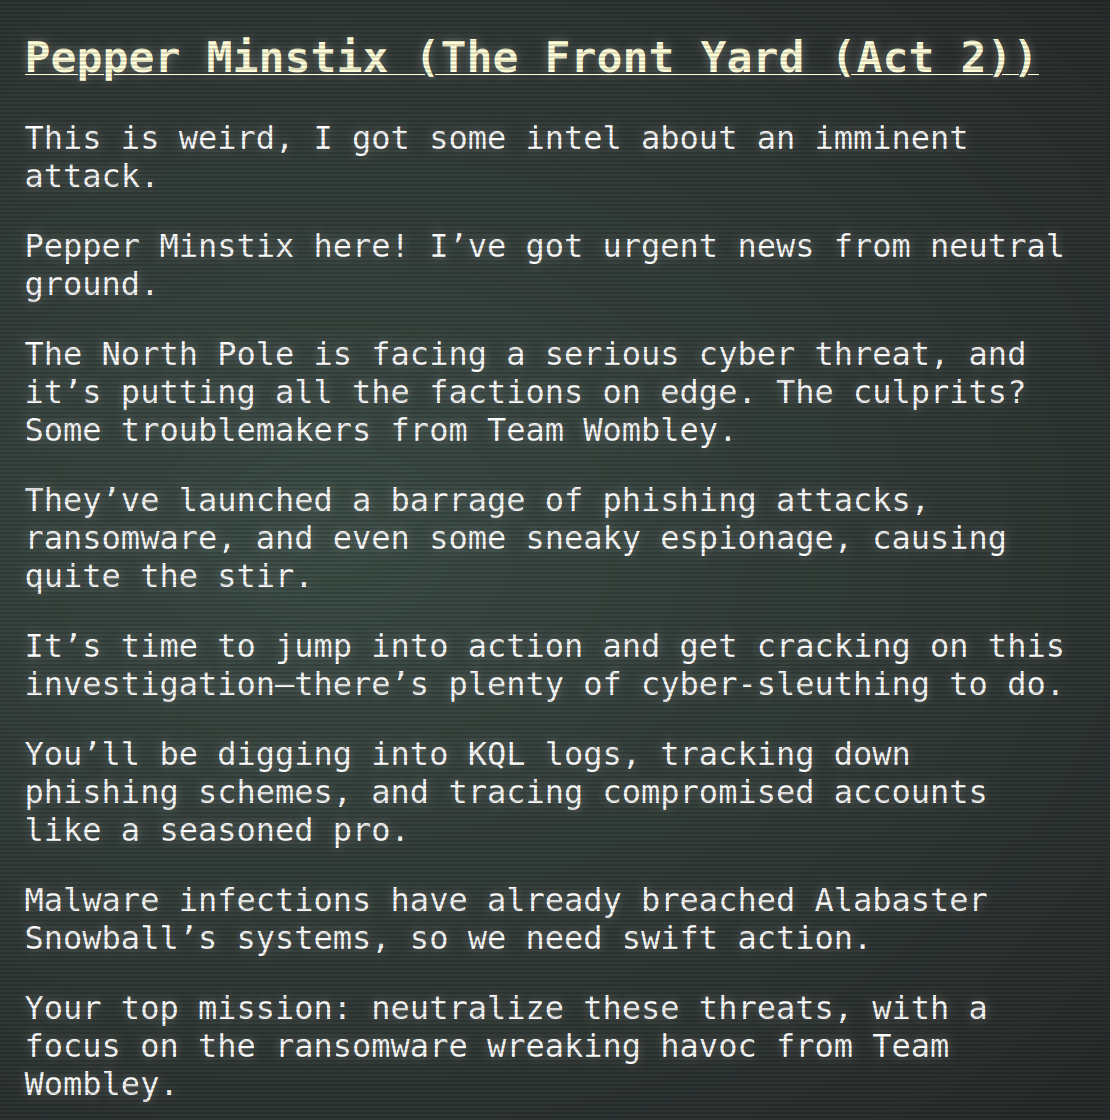 Pepper Minstix (The Front Yard (Act 2))
This is weird, I got some intel about an imminent
attack.
Pepper Minstix here! I’ve got urgent news from neutral
ground.
The North Pole is facing a serious cyber threat, and
it’s putting all the factions on edge. The culprits?
Some troublemakers from Team Wombley.
They’ve launched a barrage of phishing attacks,
ransomware, and even some sneaky espionage, causing
quite the stir.
It’s time to jump into action and get cracking on this
investigation—there’s plenty of cyber-sleuthing to do.
You’ll be digging into KQL logs, tracking down
phishing schemes, and tracing compromised accounts
like a seasoned pro.
Malware infections have already breached Alabaster
Snowball’s systems, so we need swift action.
Your top mission: neutralize these threats, with a
focus on the ransomware wreaking havoc from Team
Wombley.